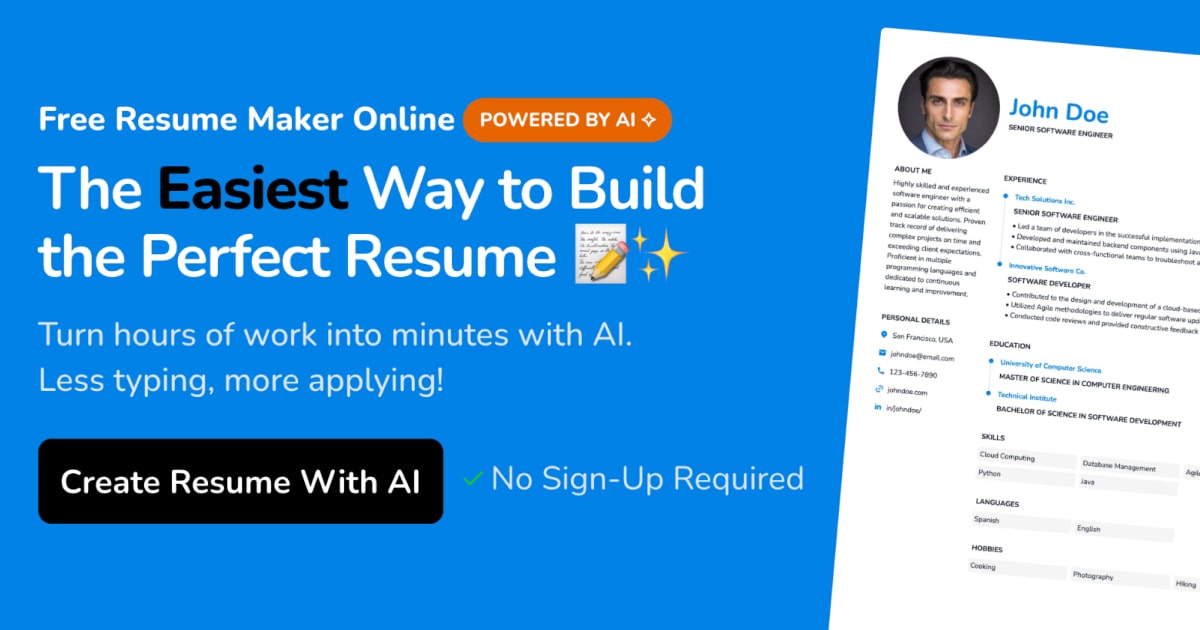 Free Resume Maker Online
POWERED BY AI
The Easiest Way to Build
the Perfect Resume
Turn hours of work into minutes with AI.
Less typing, more applying!
Create Resume With AI
No Sign-Up Required
John Doe
SENIOR SOFTWARE ENGINEER
ABOUT ME
Highly skilled and experienced
software engineer with a
passion for creating efficient
and scalable solutions. Proven
track record of delivering
complex projects on time and
exceeding client expectations.
Proficient in multiple
programming languages and
dedicated to continuous
learning and improvement.
PERSONAL DETAILS
San Francisco, USA
johndoe@email.com
123-456-7890
johndoe.com
in/johndoe/
EXPERIENCE
Tech Solutions Inc.
SENIOR SOFTWARE ENGINEER
• Led a team of developers in the successful implementation
• Developed and maintained backend components using Java
• Collaborated with cross-functional teams to troubleshoot a
Innovative Software Co.
SOFTWARE DEVELOPER
• Contributed to the design and development of a cloud-based
• Utilized Agile methodologies to deliver regular software upd
• Conducted code reviews and provided constructive feedback
EDUCATION
University of Computer Science
MASTER OF SCIENCE IN COMPUTER ENGINEERING
Technical Institute
BACHELOR OF SCIENCE IN SOFTWARE DEVELOPMENT
SKILLS
Cloud Computing
Database Management
Agil
Python
Java
LANGUAGES
Spanish
English
HOBBIES
Cooking
Photography
Hiking